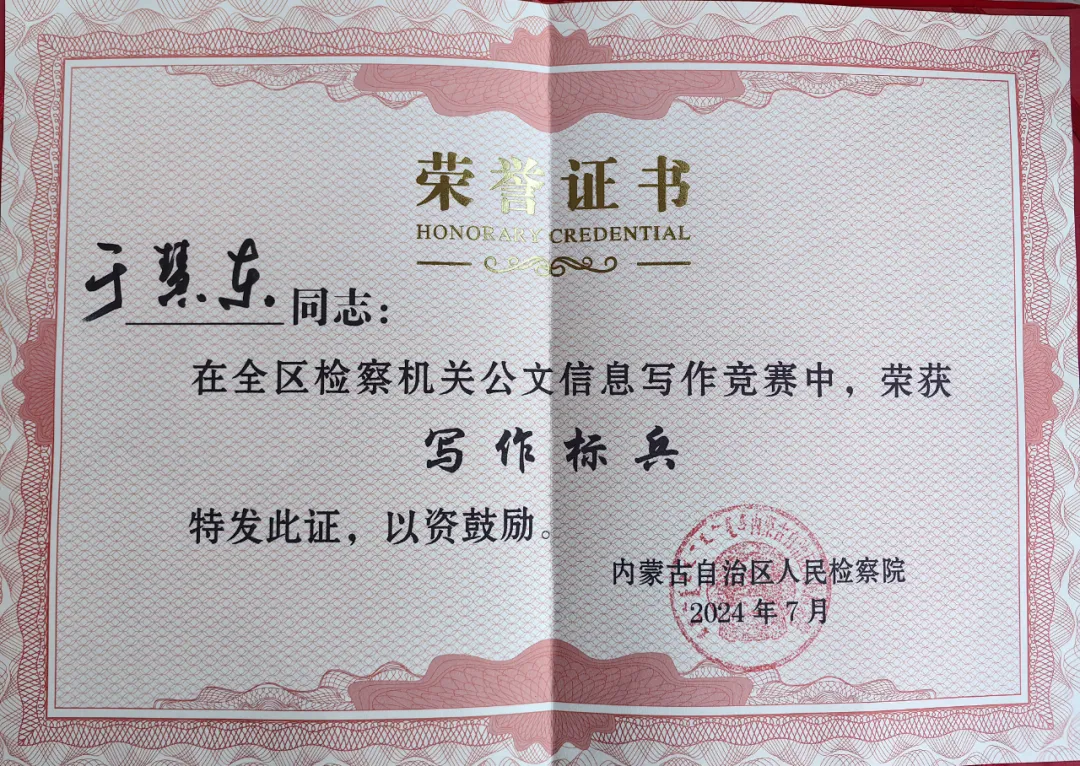 荣誉证书
HONORARY CREDENTIAL
于慧东同志：
在全区检察机关公文信息写作竞赛中，荣获
写作标兵
特发此证，以资鼓励。
内蒙古自治区人民检察院
2024年7月